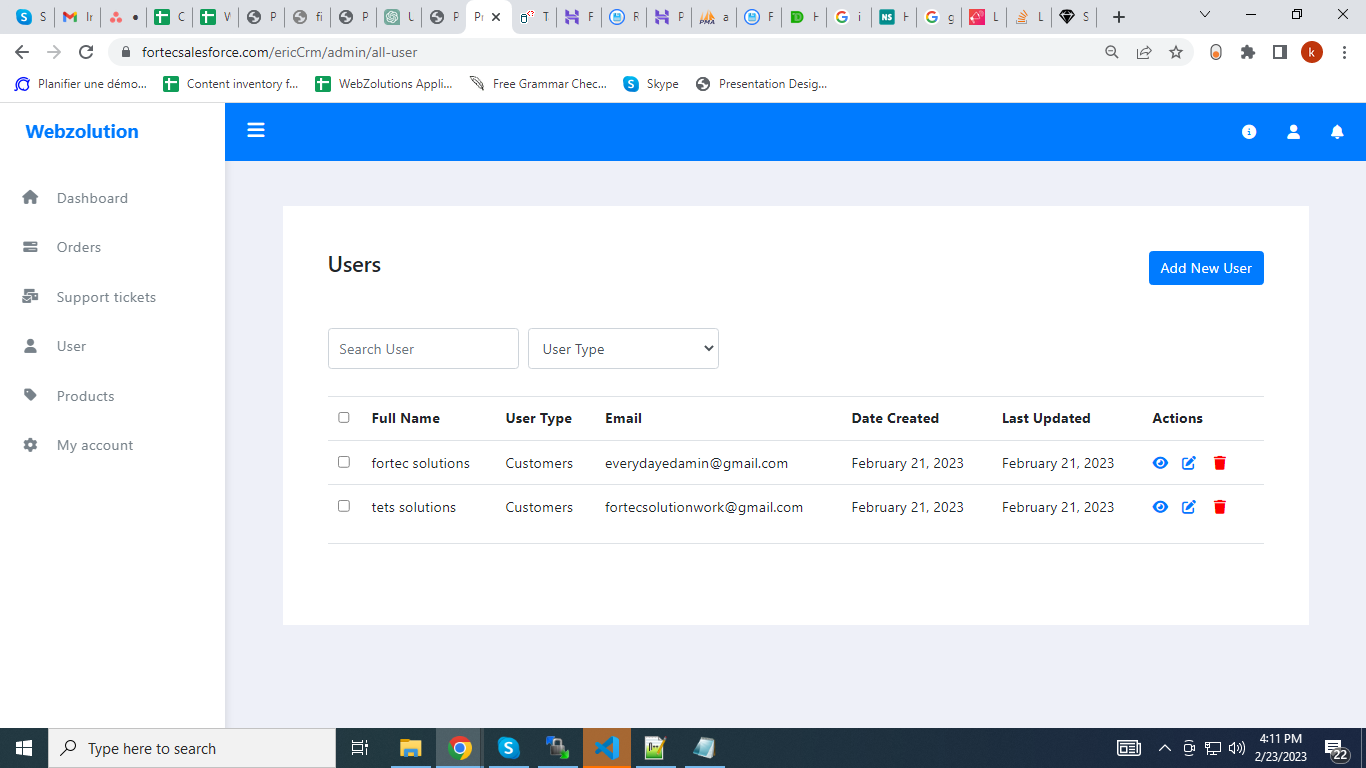 fortecsalesforce.com/ericCrm/admin/all-user
Planifier une démo...
Content inventory f...
WebZolutions Appli...
Free Grammar Chec...
Skype
Presentation Desig...
Webzolution
Dashboard
Orders
Support tickets
User
Products
My account
Users
Add New User
Search User
User Type
Full Name User Type Email Date Created Last Updated Actions
fortec solutions Customers everydayedamin@gmail.com February 21, 2023 February 21, 2023
tets solutions Customers fortecsolutionwork@gmail.com February 21, 2023 February 21, 2023
Type here to search
4:11 PM
2/23/2023
22